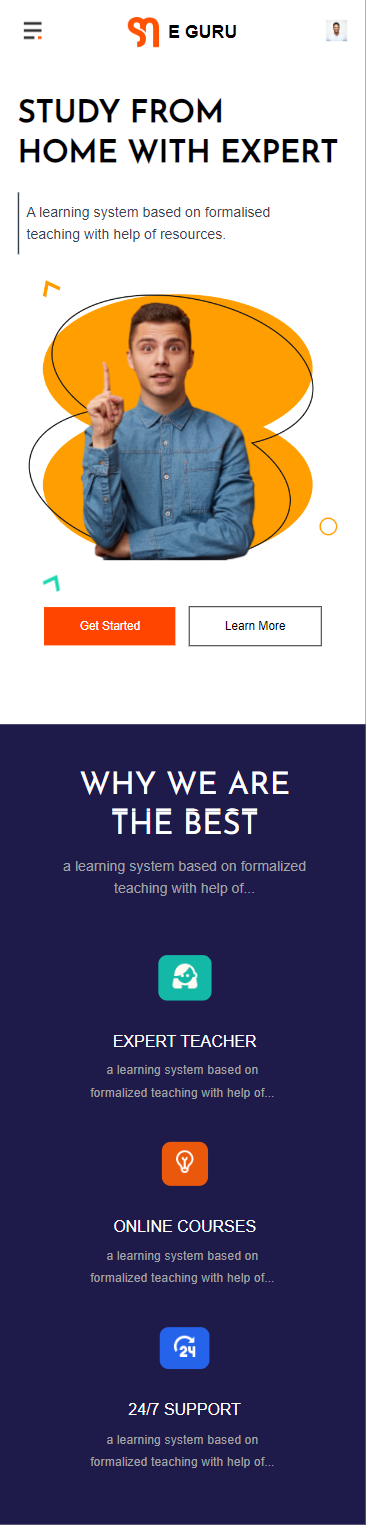 E GURU
STUDY FROM
HOME WITH EXPERT
A learning system based on formalised
teaching with help of resources.
Get Started
Learn More
WHY WE ARE
THE BEST
a learning system based on formalized
teaching with help of...
EXPERT TEACHER
a learning system based on
formalized teaching with help of...
ONLINE COURSES
a learning system based on
formalized teaching with help of...
24
24/7 SUPPORT
a learning system based on
formalized teaching with help of...